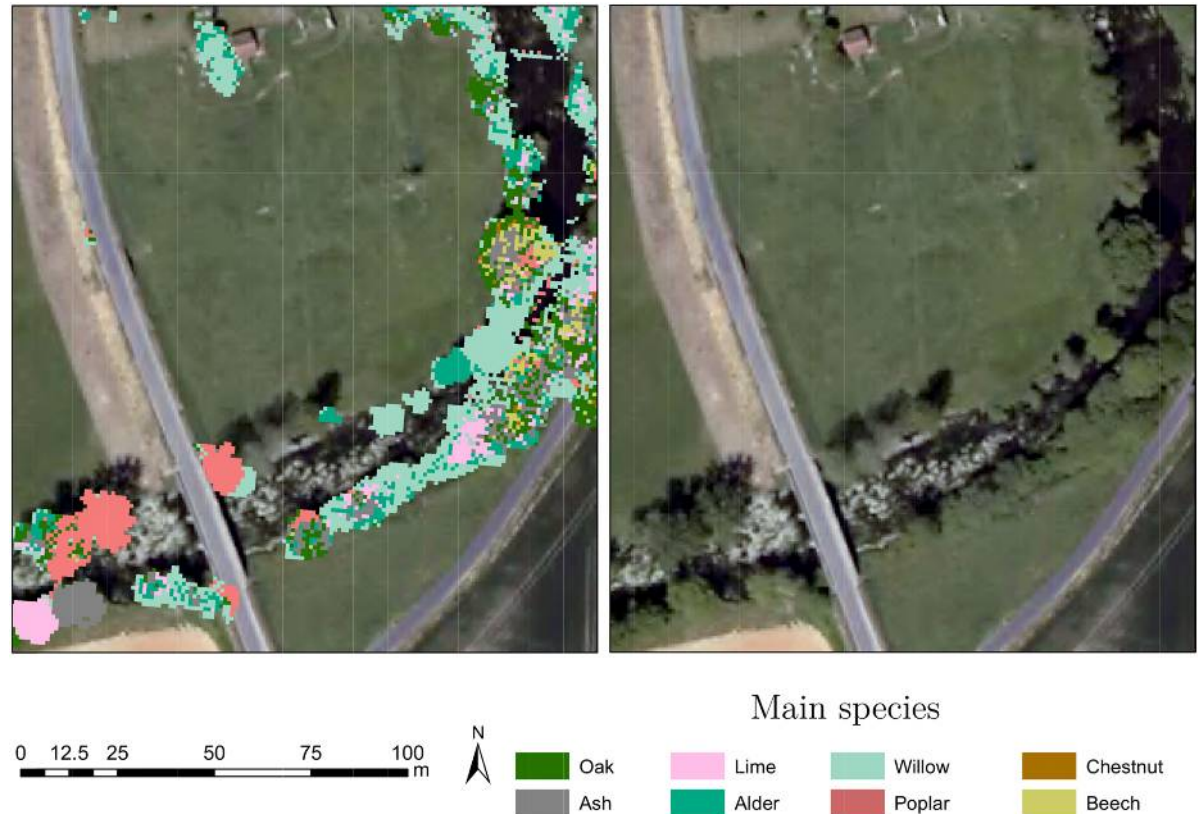 Main species
0 12.5 25 50 75 100
m
N
Oak Lime Willow Chestnut
Ash Alder Poplar Beech